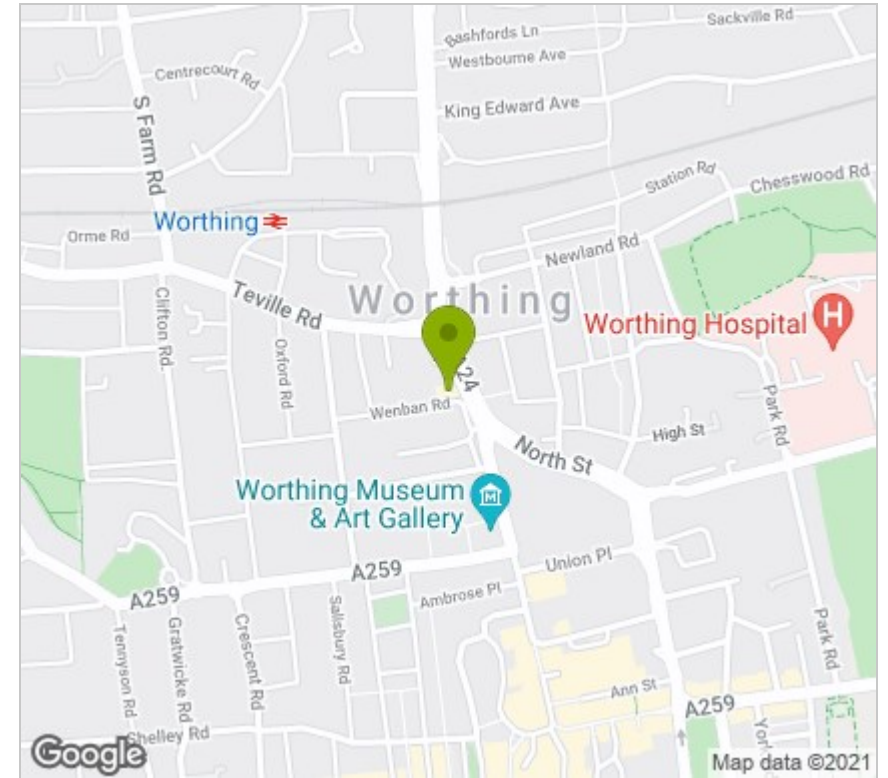 Sackville Rd
Bashfords Ln
Westbourne Ave
Centrecourt Rd
King Edward Ave
S Farm Rd
Station Rd
Chesswood Rd
Worthing
Orme Rd
Newland Rd
Teville Rd
Worthing
Worthing Hospital
H
Clifton Rd.
Oxford Rd
A24
Wenban Rd
Park Rd
High St
North St
Worthing Museum
& Art Gallery
M
A259
Union Pl
A259
Ambrose Pl
Tennyson Rd
Gratwicke Rd
Crescent Rd
Salisbury Rd
Park Rd
Ann St
A259
York
Shelley Rd
Google
Map data ©2021